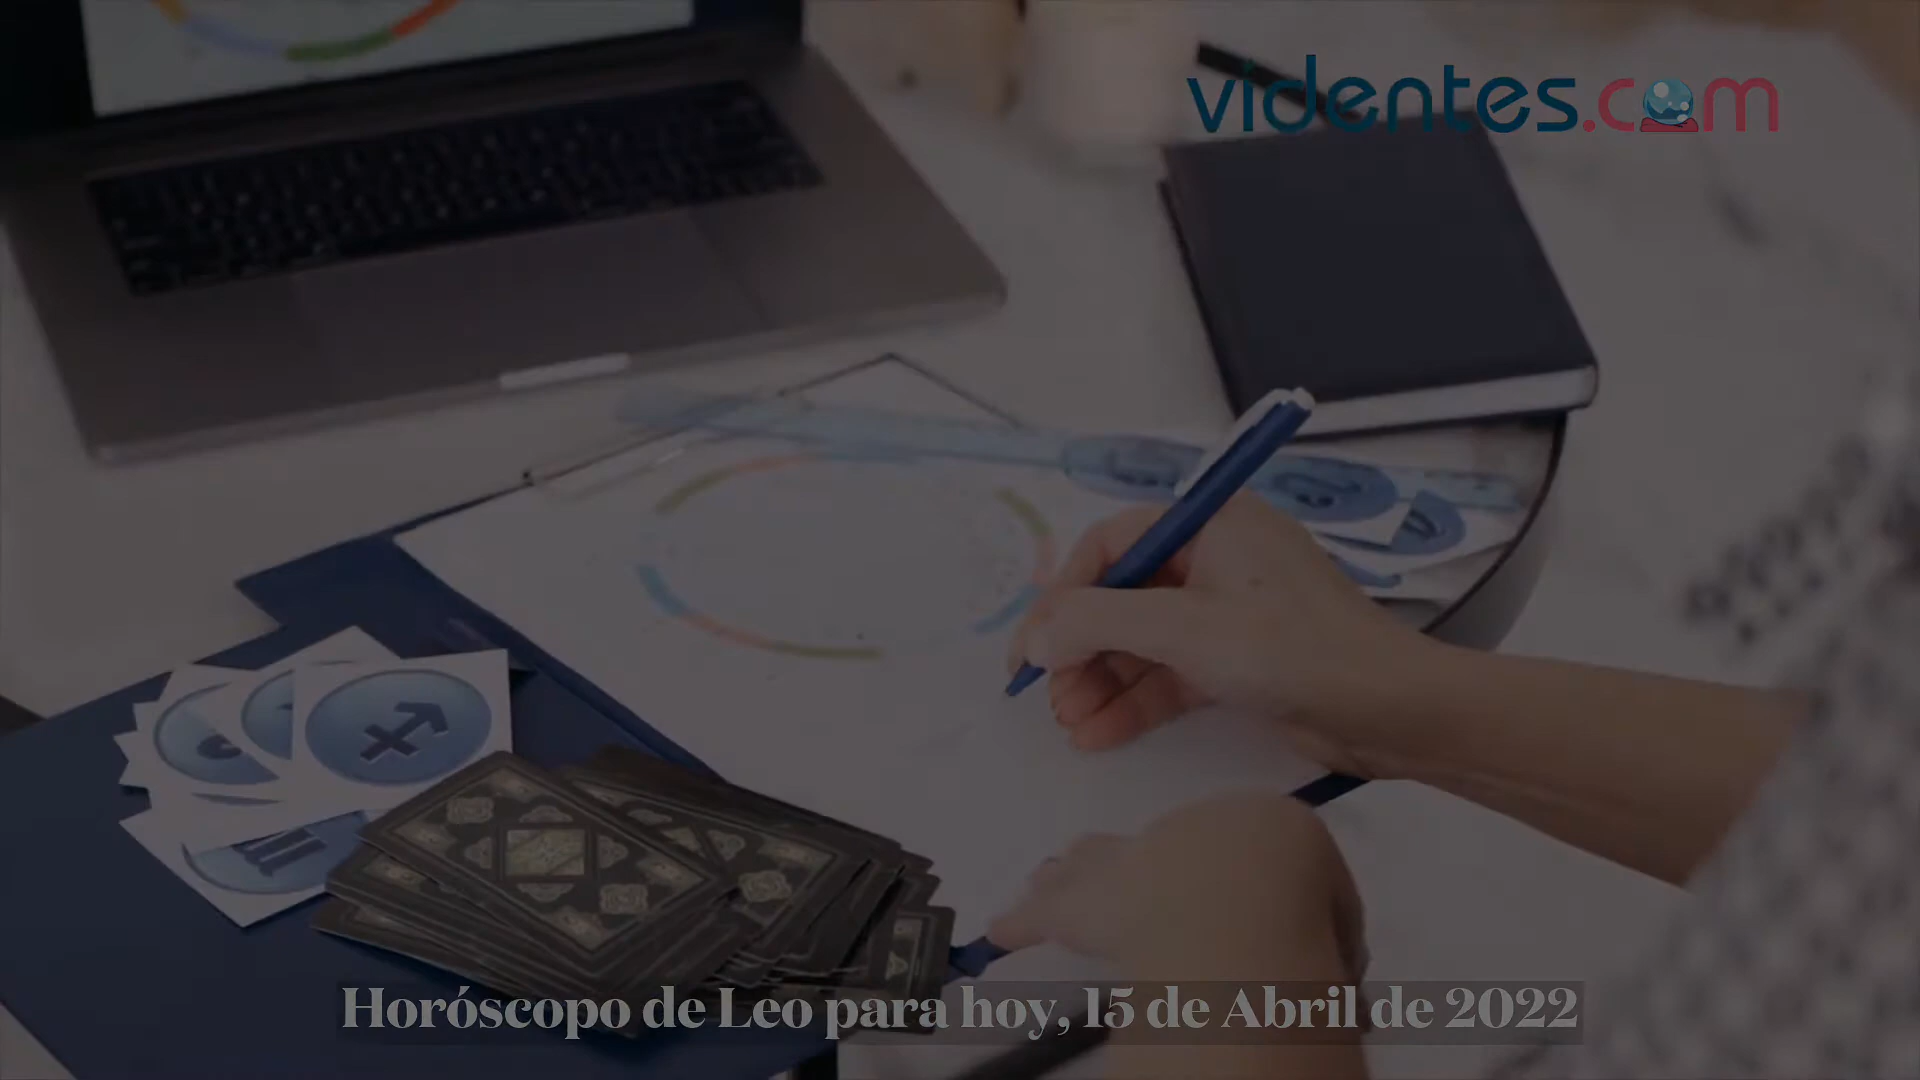 videntes.com
Horóscopo de Leo para hoy, 15 de Abril de 2022